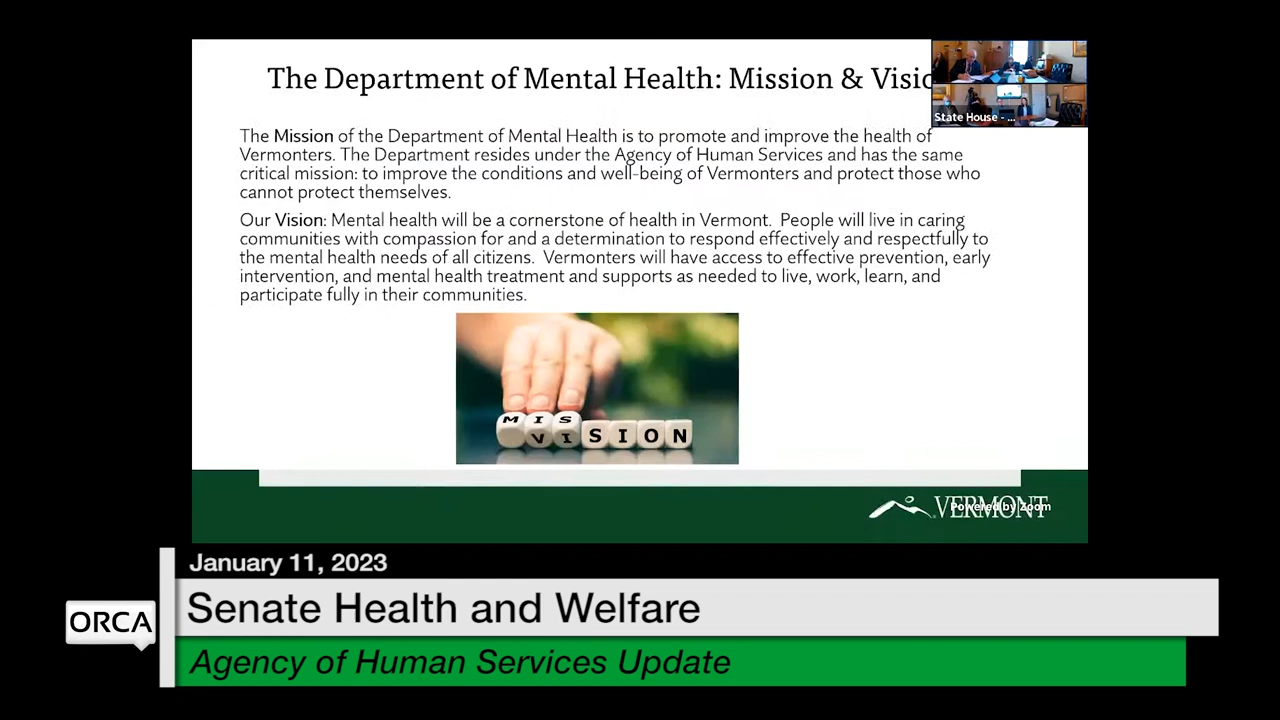 The Department of Mental Health: Mission & Visio
State House - ...
The Mission of the Department of Mental Health is to promote and improve the health of
Vermonters. The Department resides under the Agency of Human Services and has the same
critical mission: to improve the conditions and well-being of Vermonters and protect those who
cannot protect themselves.
Our Vision: Mental health will be a cornerstone of health in Vermont. People will live in caring
communities with compassion for and a determination to respond effectively and respectfully to
the mental health needs of all citizens. Vermonters will have access to effective prevention, early
intervention, and mental health treatment and supports as needed to live, work, learn, and
participate fully in their communities.
MIS
VISION
VERMONT
Powered by Zoom
January 11, 2023
ORCA
Senate Health and Welfare
Agency of Human Services Update